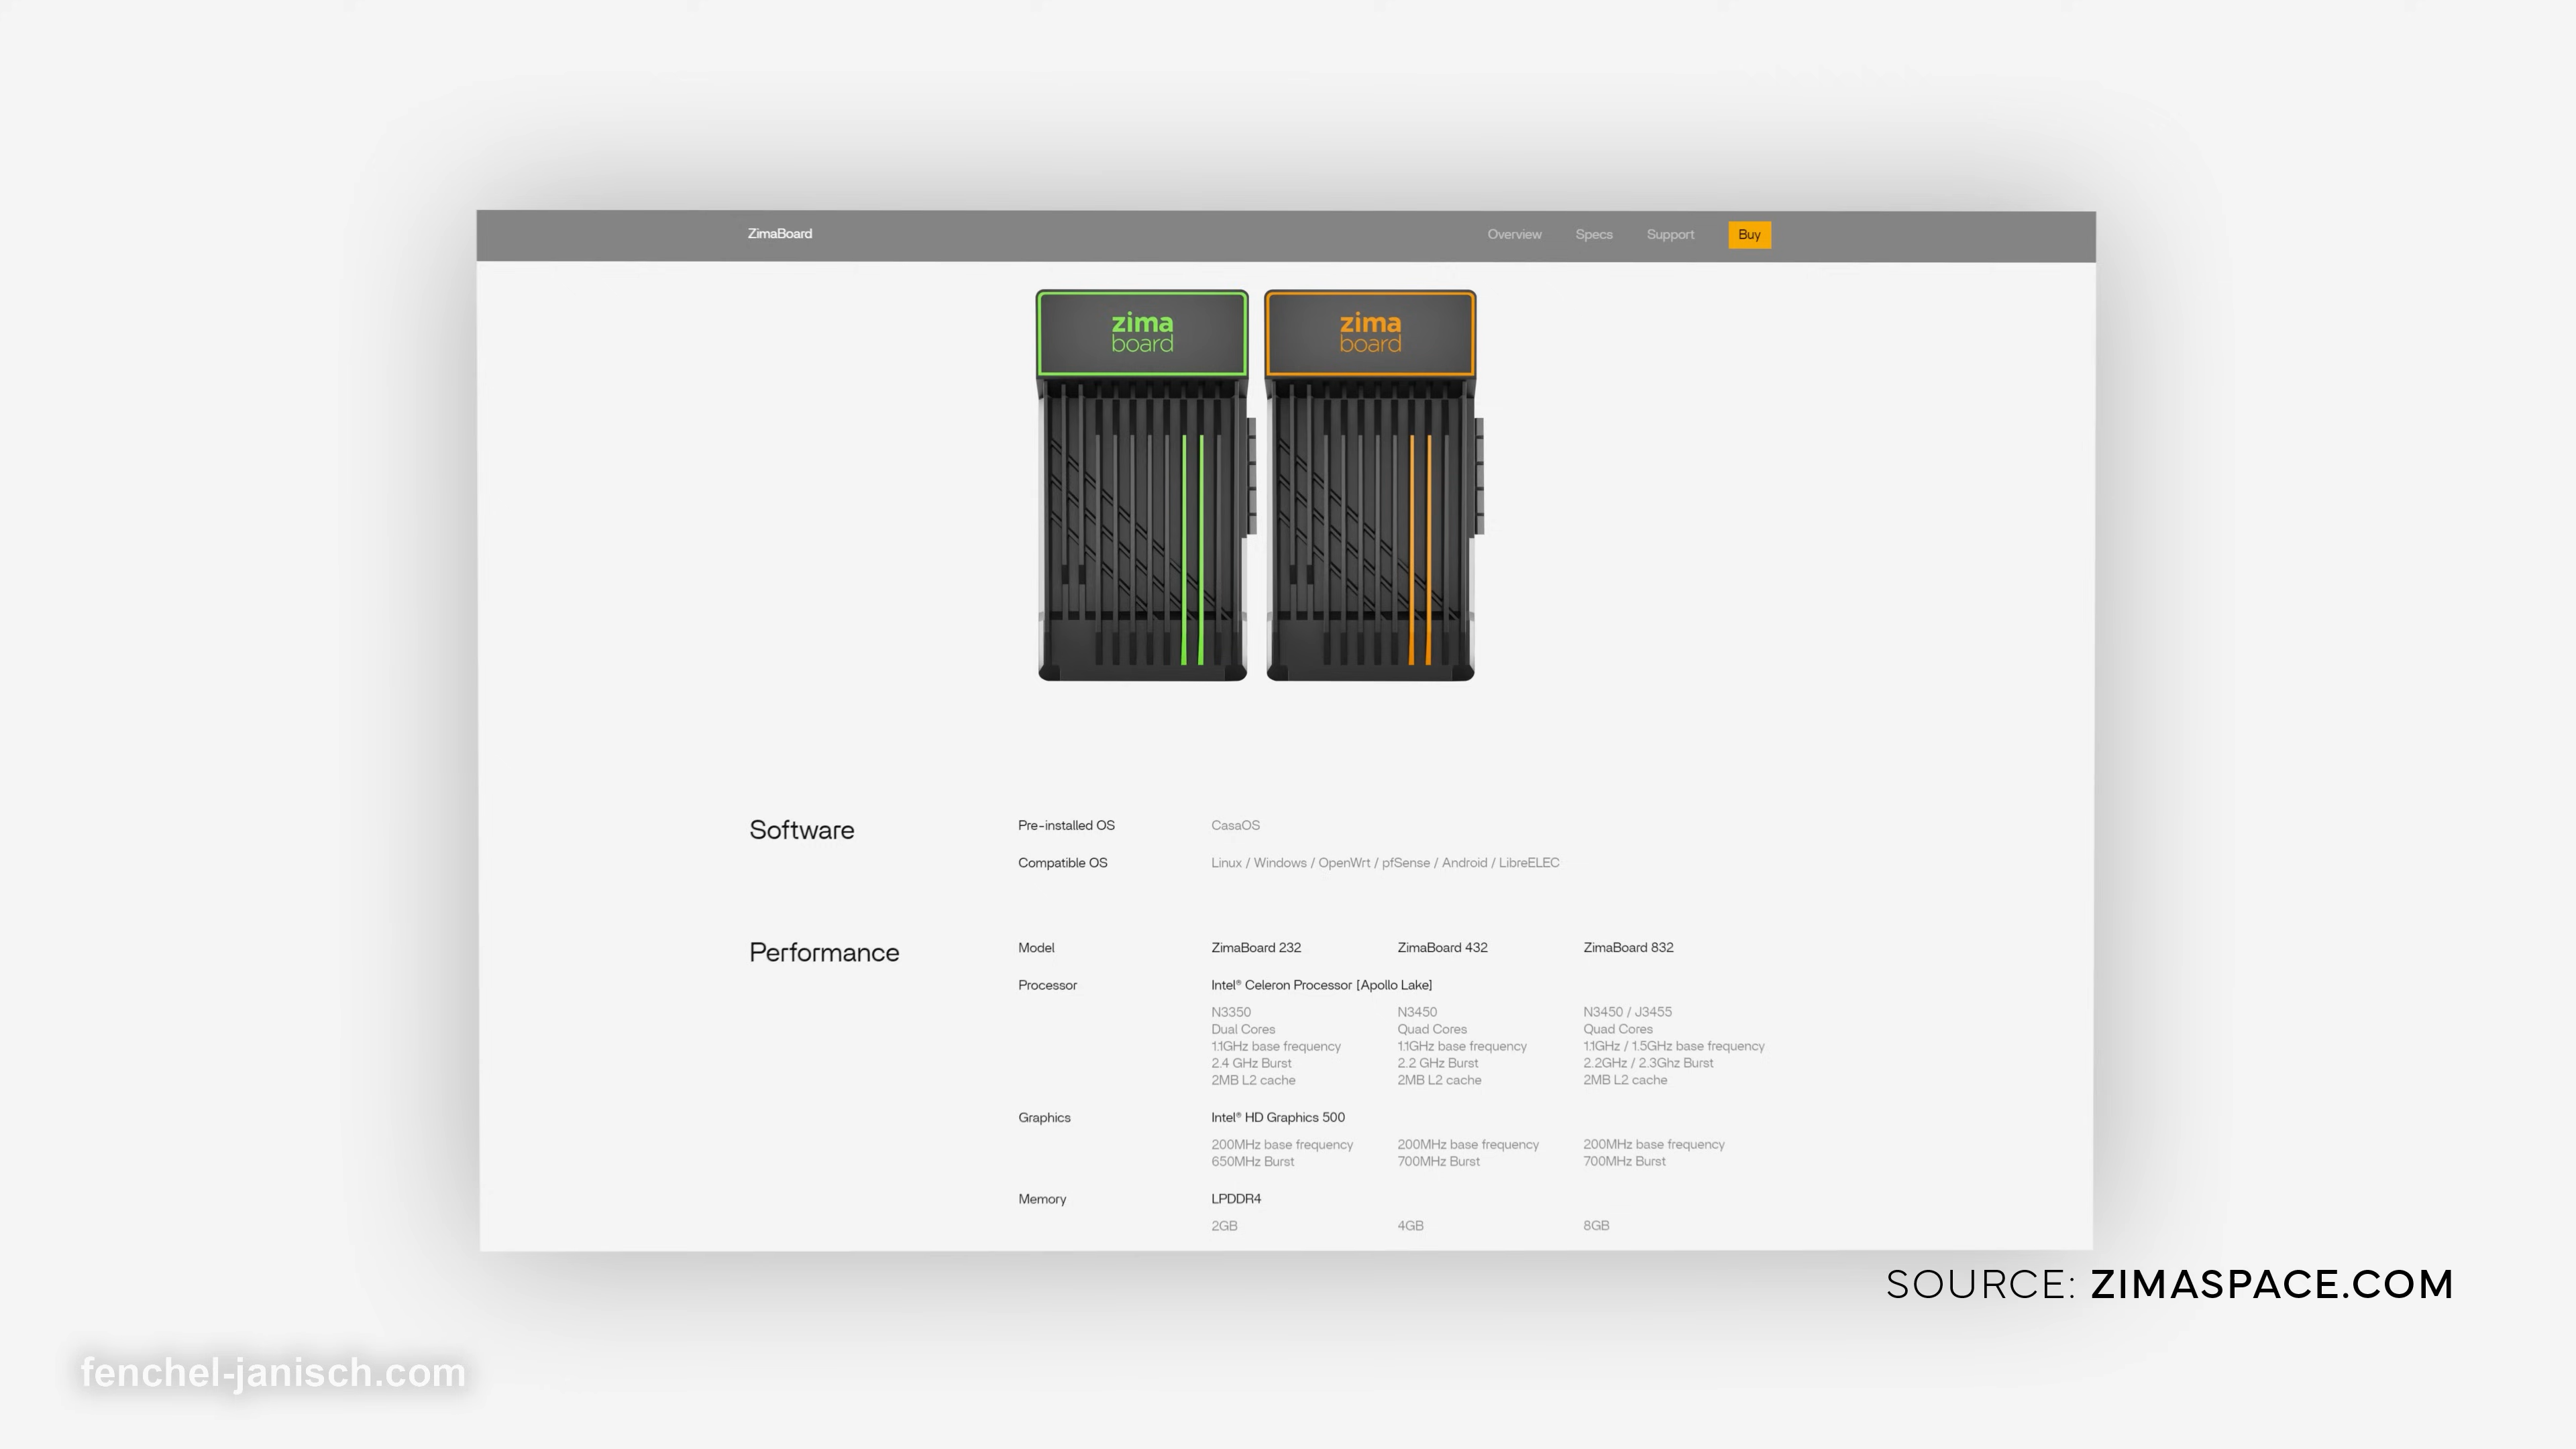 ZimaBoard
Overview Specs Support Buy
zima board
zima board
Software
Pre-installed OS CasaOS
Compatible OS Linux / Windows / OpenWrt / pfSense / Android / LibreELEC
Performance
Model ZimaBoard 232 ZimaBoard 432 ZimaBoard 832
Processor Intel® Celeron Processor [Apollo Lake]
N3350 N3450 N3450 / J3455
Dual Cores Quad Cores Quad Cores
1.1GHz base frequency 1.1GHz base frequency 1.1GHz / 1.5GHz base frequency
2.4 GHz Burst 2.2 GHz Burst 2.2GHz / 2.3Ghz Burst
2MB L2 cache 2MB L2 cache 2MB L2 cache
Graphics Intel® HD Graphics 500
200MHz base frequency 200MHz base frequency 200MHz base frequency
650MHz Burst 700MHz Burst 700MHz Burst
Memory LPDDR4
2GB 4GB 8GB
SOURCE: ZIMASPACE.COM
fenchel-janisch.com